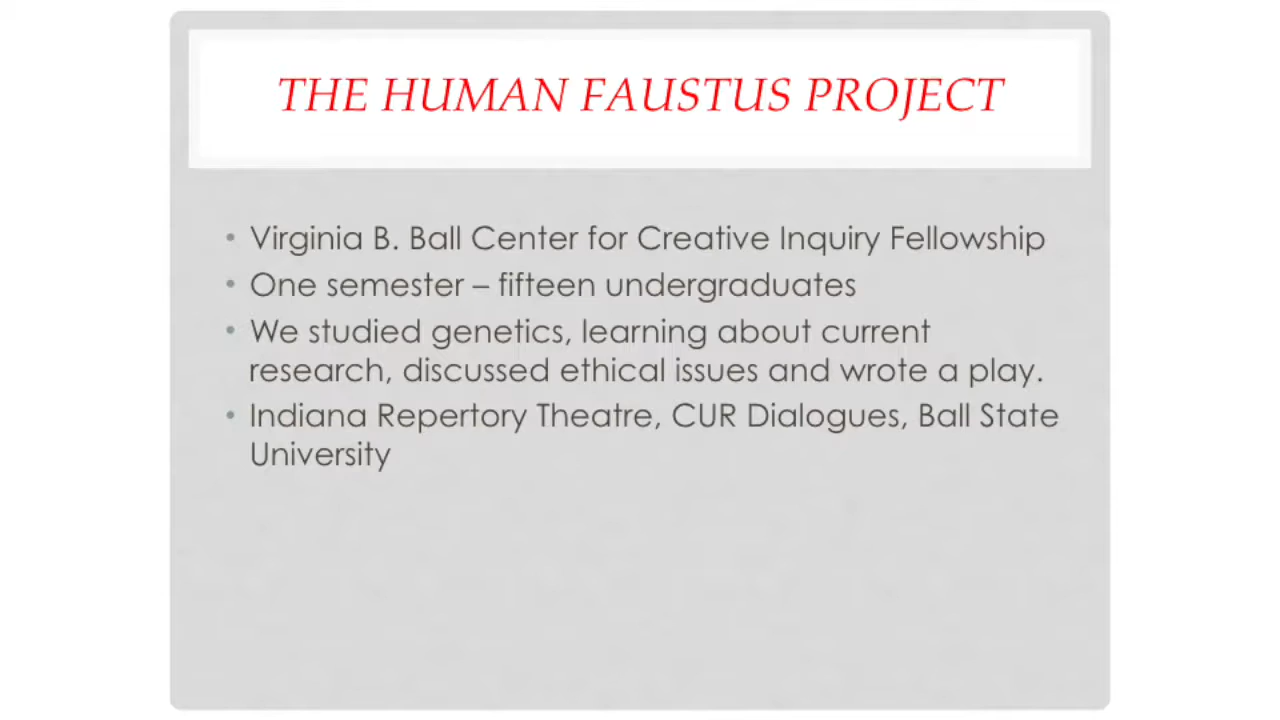 THE HUMAN FAUSTUS PROJECT
• Virginia B. Ball Center for Creative Inquiry Fellowship
• One semester – fifteen undergraduates
• We studied genetics, learning about current
research, discussed ethical issues and wrote a play.
• Indiana Repertory Theatre, CUR Dialogues, Ball State
University